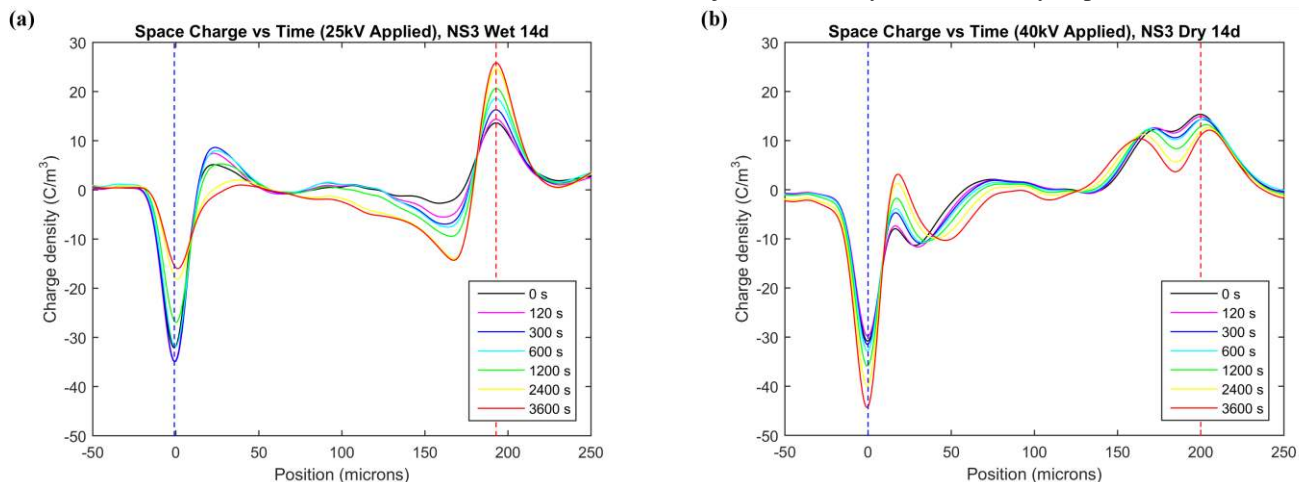 (a)
Space Charge vs Time (25kV Applied), NS3 Wet 14d
Charge density (C/m³)
30
20
10
0
-10
-20
-30
-40
-50
0 s
120 s
300 s
600 s
1200 s
2400 s
3600 s
-50 0 50 100 150 200 250
Position (microns)
(b)
Space Charge vs Time (40kV Applied), NS3 Dry 14d
Charge density (C/m³)
30
20
10
0
-10
-20
-30
-40
-50
0 s
120 s
300 s
600 s
1200 s
2400 s
3600 s
-50 0 50 100 150 200 250
Position (microns)